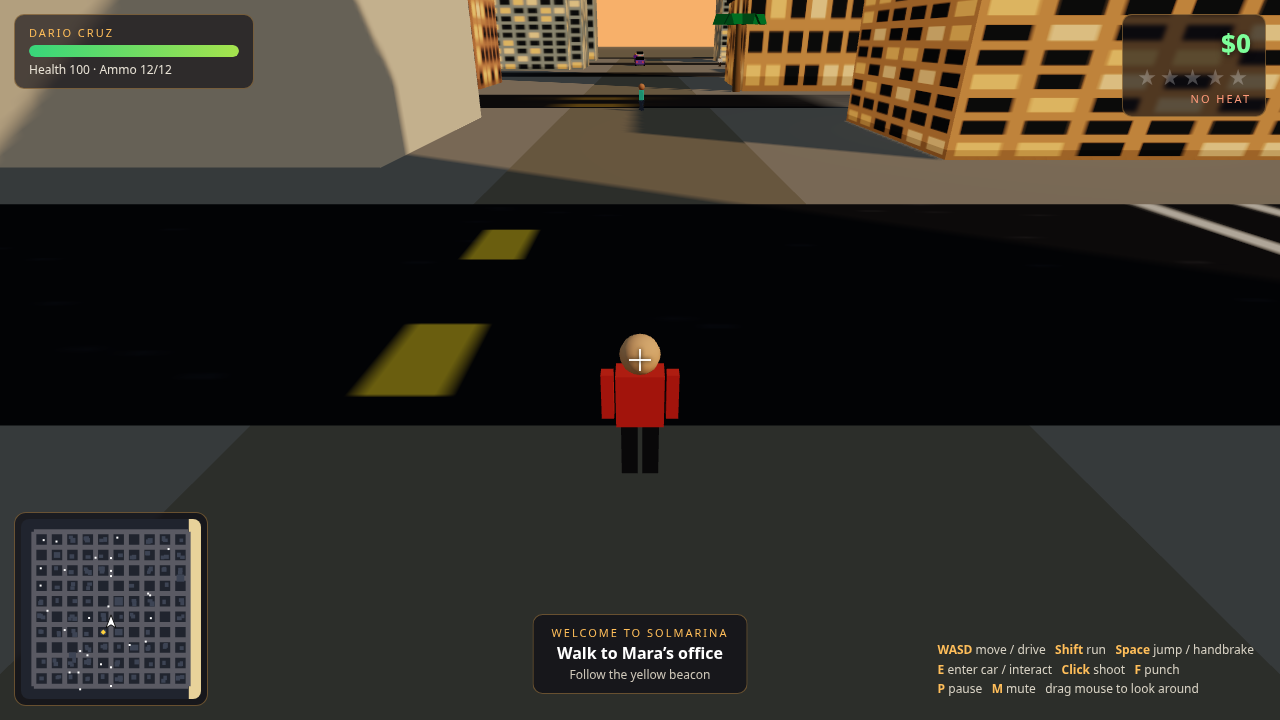 DARIO CRUZ
Health 100 · Ammo 12/12
$0
★★★★★
NO HEAT
WELCOME TO SOLMARINA
Walk to Mara’s office
Follow the yellow beacon
WASD move / drive Shift run Space jump / handbrake
E enter car / interact Click shoot F punch
P pause M mute drag mouse to look around